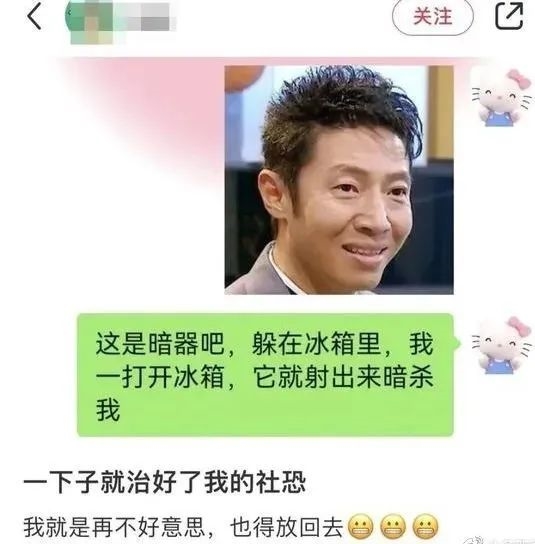 关注
这是暗器吧，躲在冰箱里，我
一打开冰箱，它就射出来暗杀
我
一下子就治好了我的社恐
我就是再不好意思，也得放回去😬😬😬